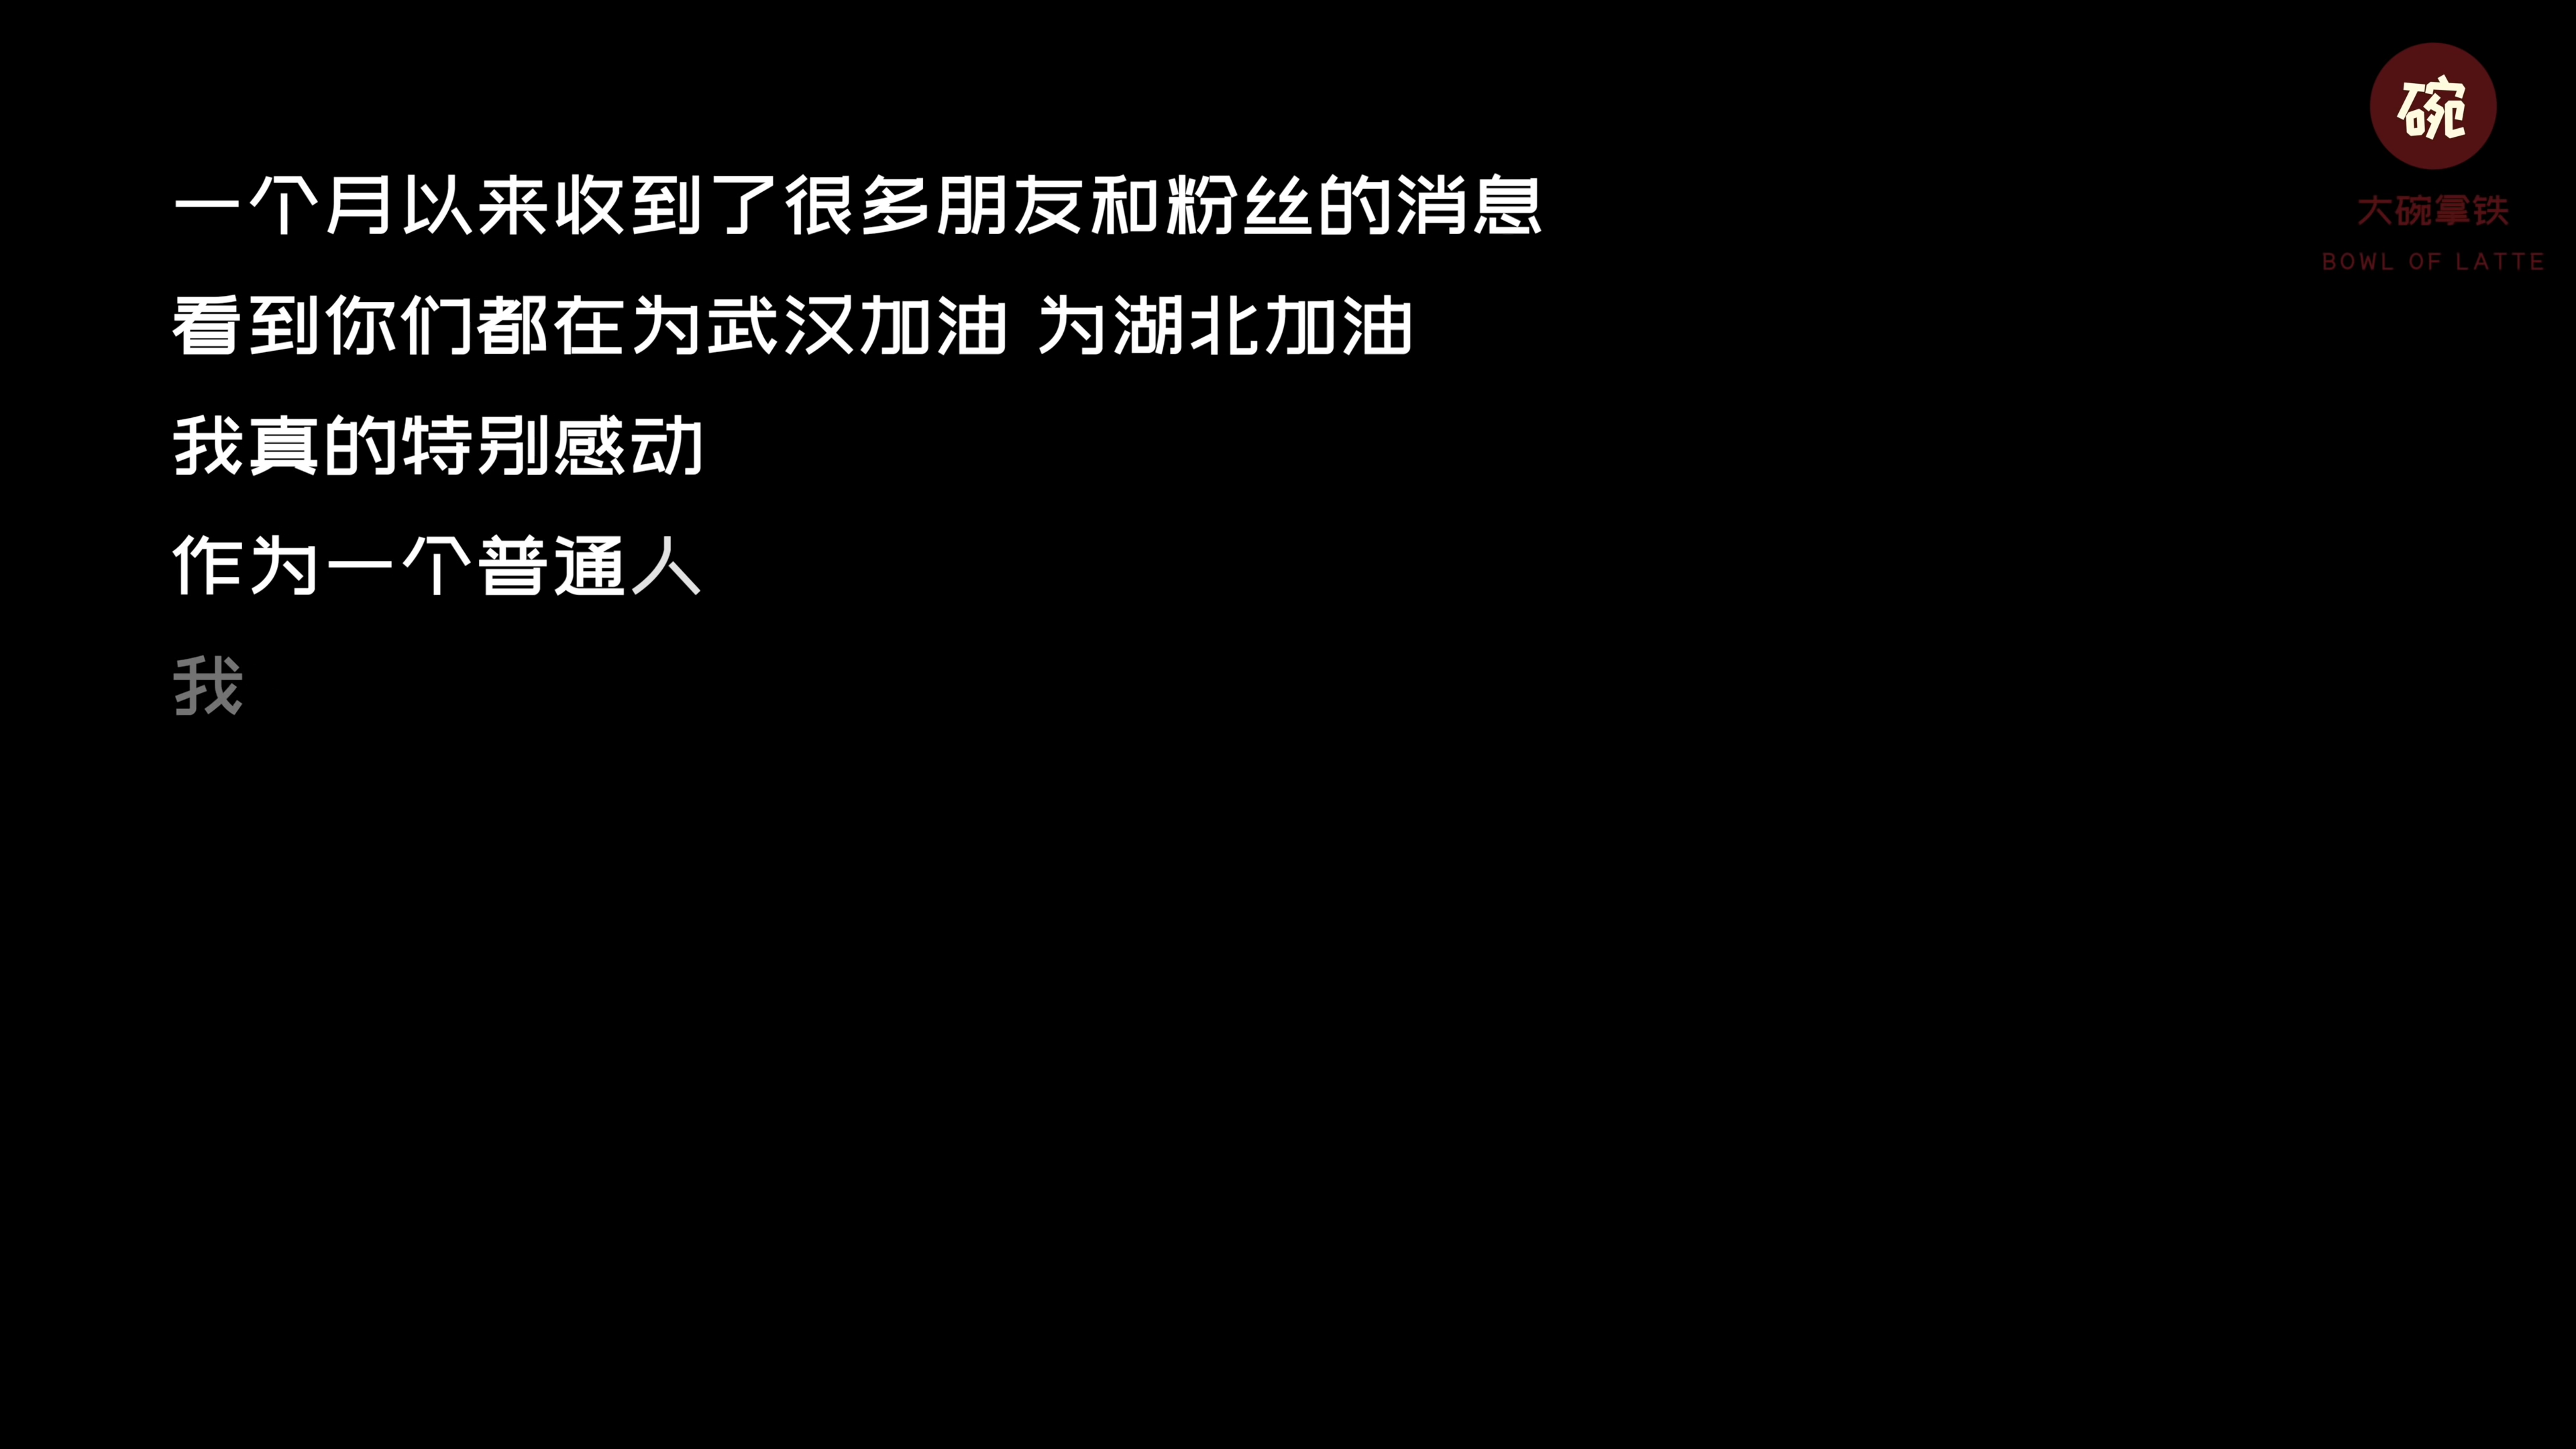 一个月以来收到了很多朋友和粉丝的消息
看到你们都在为武汉加油 为湖北加油
我真的特别感动
作为一个普通人
我
碗
大碗拿铁
BOWL OF LATTE